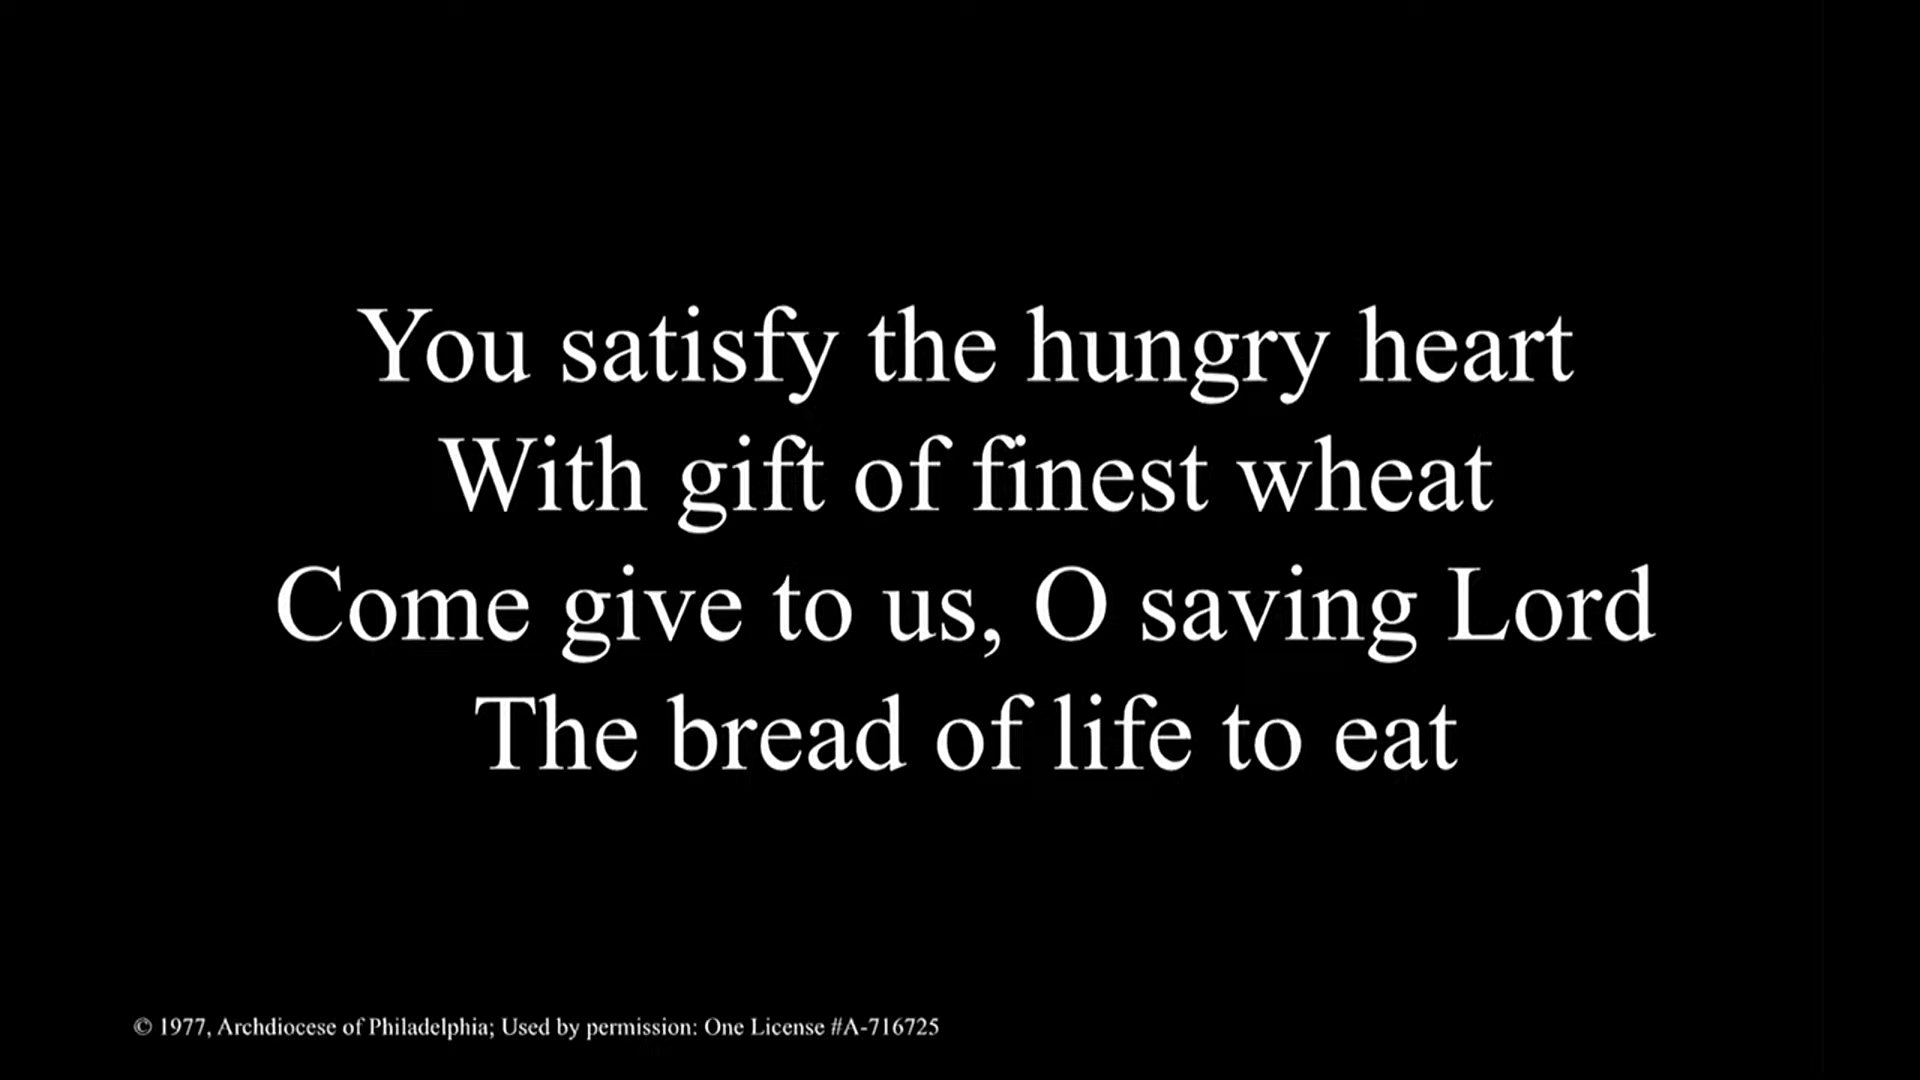 You satisfy the hungry heart
With gift of finest wheat
Come give to us, O saving Lord
The bread of life to eat
© 1977, Archdiocese of Philadelphia; Used by permission: One License #A-716725